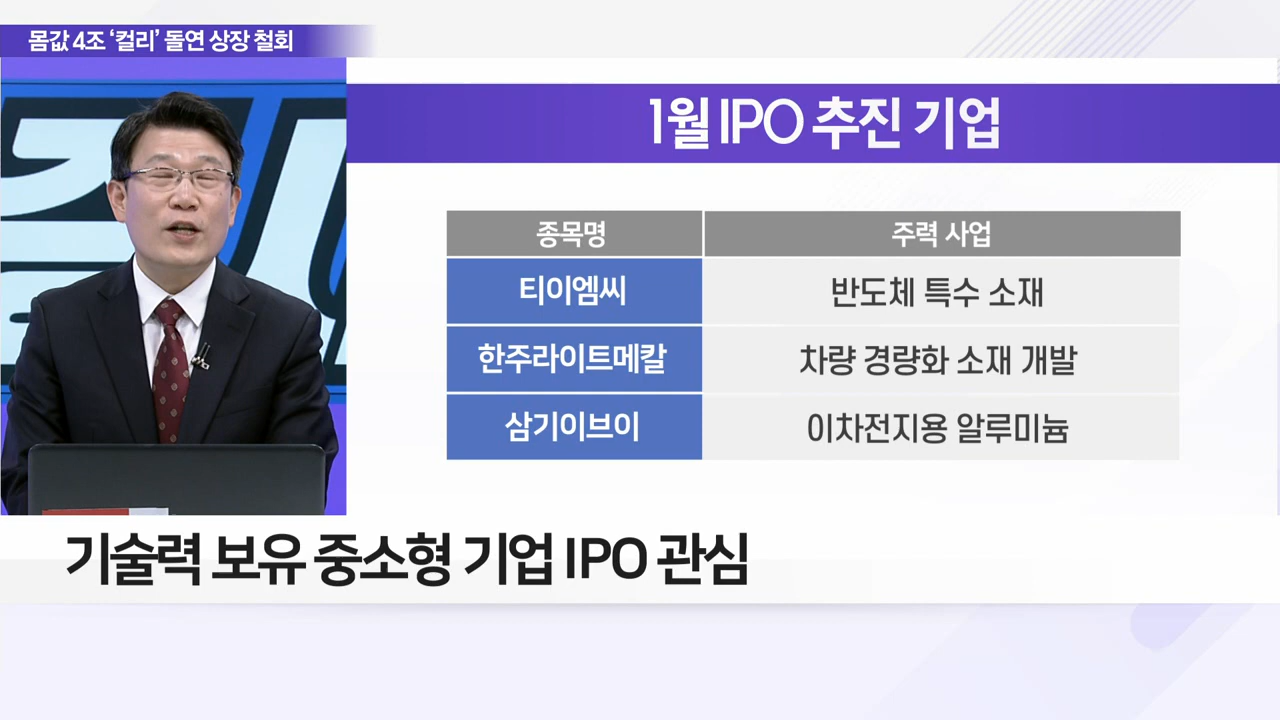 몸값 4조 ‘컬리’ 돌연 상장 철회
1월 IPO 추진 기업
종목명 주력 사업
티이엠씨 반도체 특수 소재
한주라이트메탈 차량 경량화 소재 개발
삼기이브이 이차전지용 알루미늄
기술력 보유 중소형 기업 IPO 관심